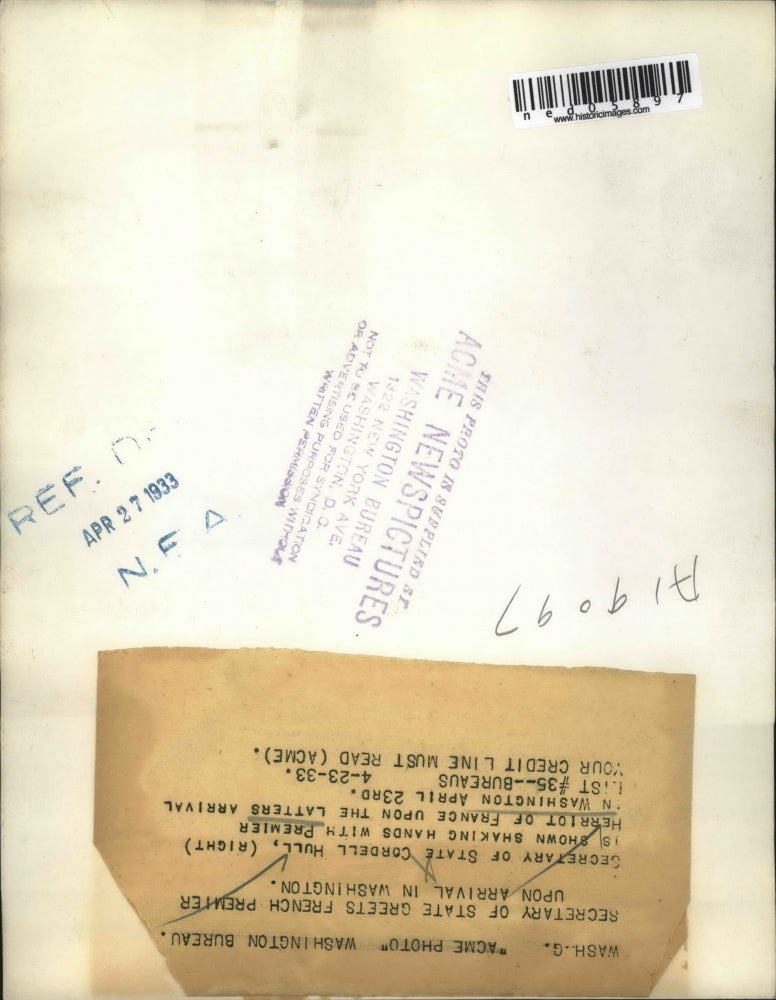 ned05897
www.historicimages.com
THIS PHOTO IS SUPPLIED BY
ACME NEWSPICTURES
WASHINGTON BUREAU
1322 NEW YORK AVE.
WASHINGTON, D. C.
NOT TO BE USED FOR SYNDICATION
OR ADVERTISING PURPOSES WITHOUT
WRITTEN PERMISSION
REF. D.
APR 27 1933
N. F. A
A19097
WASH.G. "ACME PHOTO" WASHINGTON BUREAU.
SECRETARY OF STATE GREETS FRENCH PREMIER
UPON ARRIVAL IN WASHINGTON.
SECRETARY OF STATE CORDELL HULL, (RIGHT)
IS SHOWN SHAKING HANDS WITH PREMIER
HERRIOT OF FRANCE UPON THE LATTERS ARRIVAL
IN WASHINGTON APRIL 23RD.
LIST #35--BUREAUS 4-23-33.
YOUR CREDIT LINE MUST READ (ACME).